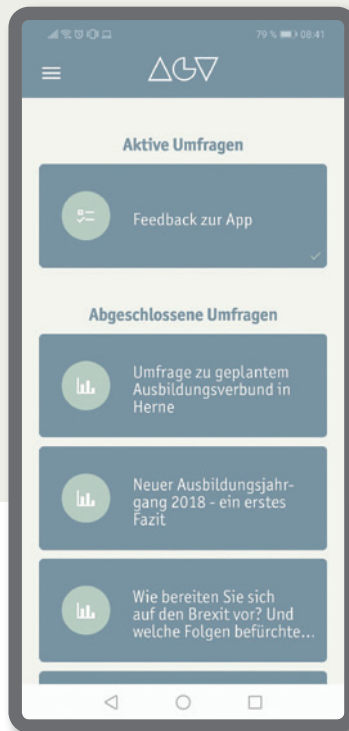 79 % 08:41
AGV
Aktive Umfragen
Feedback zur App
Abgeschlossene Umfragen
Umfrage zu geplantem
Ausbildungsverbund in
Herne
Neuer Ausbildungsjahr-
gang 2018 - ein erstes
Fazit
Wie bereiten Sie sich
auf den Brexit vor? Und
welche Folgen befürchte...